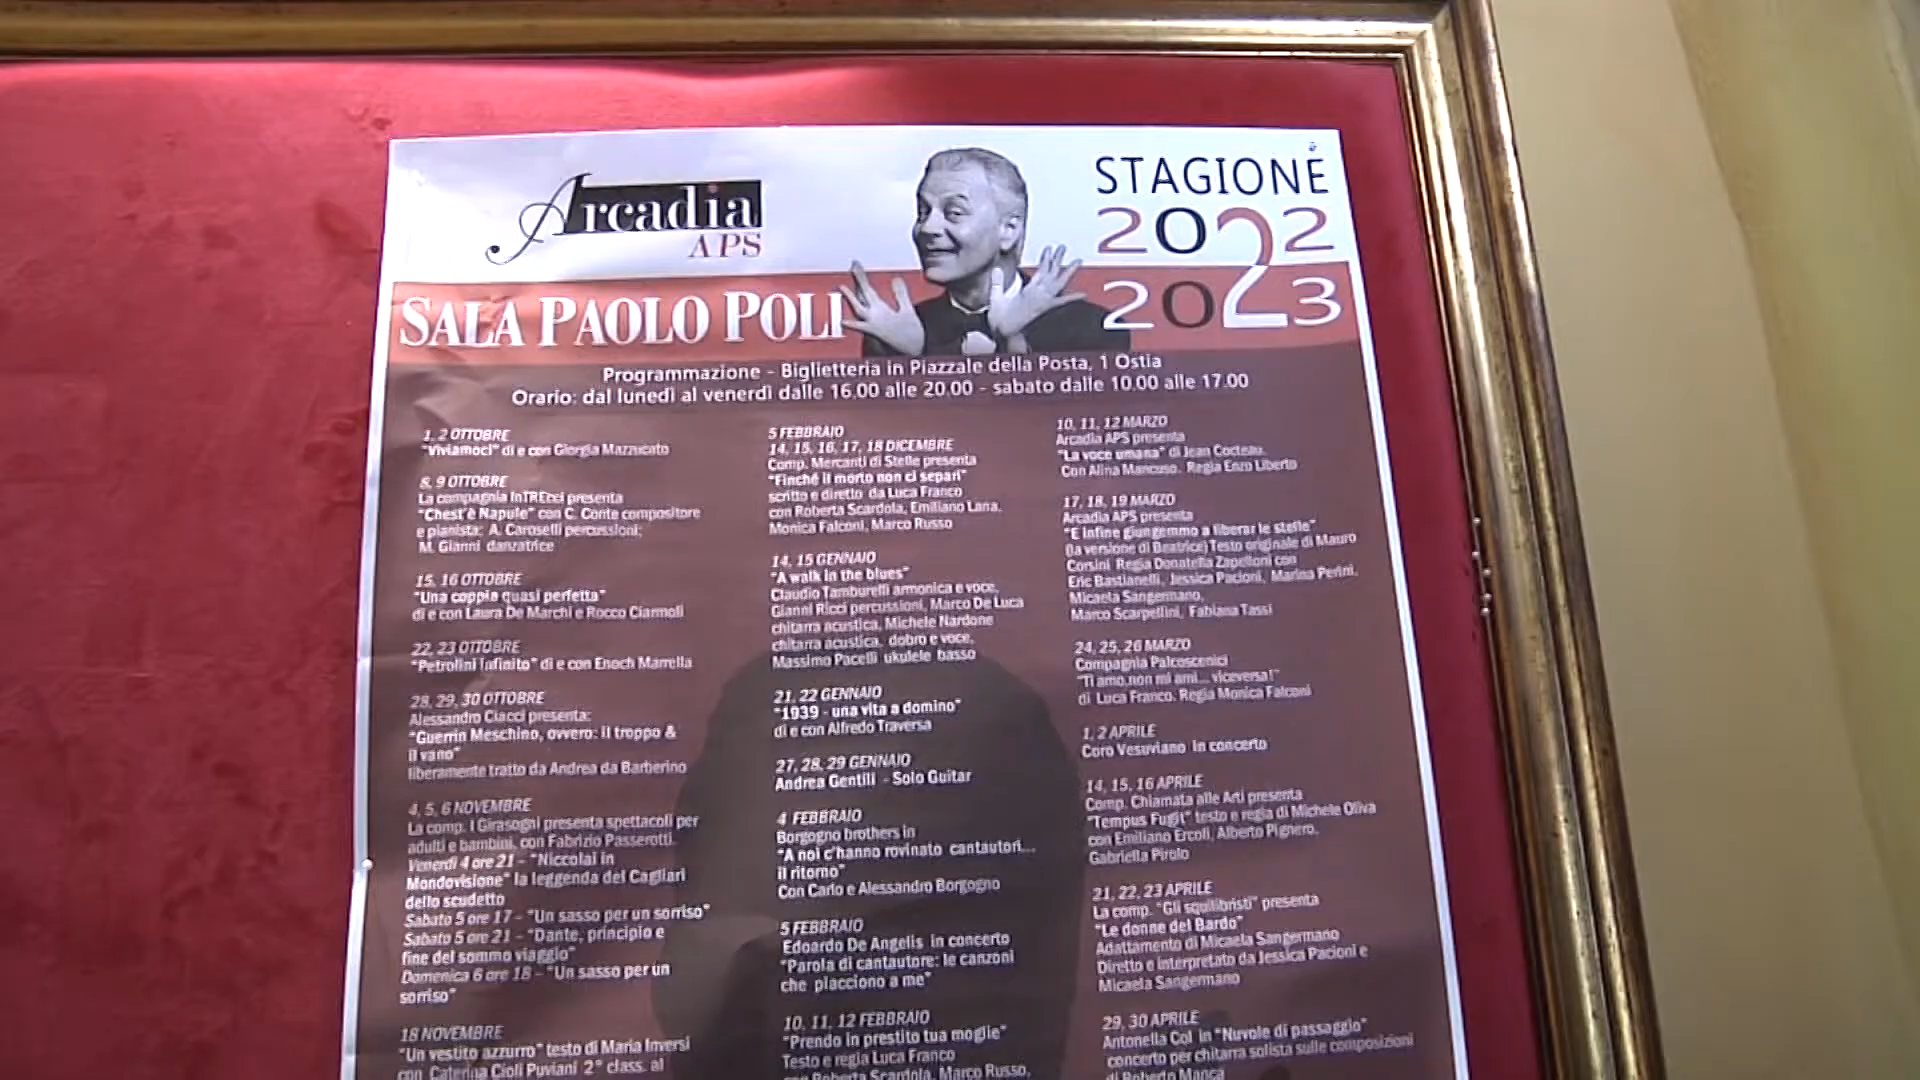 Arcadia
APS
STAGIONE
2022
2023
SALA PAOLO POLI
Programmazione - Biglietteria in Piazzale della Posta, 1 Ostia
Orario: dal lunedì al venerdì dalle 16.00 alle 20.00 - sabato dalle 10.00 alle 17.00
1, 2 OTTOBRE
"Viviamoci" di e con Giorgia Mazzucato
8, 9 OTTOBRE
La compagnia InTREcci presenta
"Chest'è Napule" con C. Conte compositore
e pianista; A. Caroselli percussioni;
M. Gianni danzatrice
15, 16 OTTOBRE
"Una coppia quasi perfetta"
di e con Laura De Marchi e Rocco Ciarmoli
22, 23 OTTOBRE
"Petrolini Infinito" di e con Enoch Marrella
28, 29, 30 OTTOBRE
Alessandro Ciacci presenta:
"Guerrin Meschino, ovvero: il troppo &
il vano"
liberamente tratto da Andrea da Barberino
4, 5, 6 NOVEMBRE
La comp. I Girasogni presenta spettacoli per
adulti e bambini, con Fabrizio Passerotti.
Venerdì 4 ore 21 - "Niccolai in
Mondovisione" la leggenda del Cagliari
dello scudetto
Sabato 5 ore 17 - "Un sasso per un sorriso"
Sabato 5 ore 21 - "Dante, principio e
fine del sommo viaggio"
Domenica 6 ore 18 - "Un sasso per un
sorriso"
18 NOVEMBRE
"Un vestito azzurro" testo di Maria Inversi
con Caterina Cioli Puviani 2° class. al
5 FEBBRAIO
14, 15, 16, 17, 18 DICEMBRE
Comp. Mercanti di Stelle presenta
"Finché il morto non ci separi"
scritto e diretto da Luca Franco
con Roberta Scardola, Emiliano Lana,
Monica Falconi, Marco Russo
14, 15 GENNAIO
"A walk in the blues"
Claudio Tamburelli armonica e voce,
Gianni Ricci percussioni, Marco De Luca
chitarra acustica, Michele Nardone
chitarra acustica, dobro e voce,
Massimo Pacelli ukulele basso
21, 22 GENNAIO
"1939 - una vita a domino"
di e con Alfredo Traversa
27, 28, 29 GENNAIO
Andrea Gentili - Solo Guitar
4 FEBBRAIO
Borgogno brothers in
"A noi c'hanno rovinato cantautori...
il ritorno"
Con Carlo e Alessandro Borgogno
5 FEBBRAIO
Edoardo De Angelis in concerto
"Parola di cantautore: le canzoni
che piacciono a me"
10, 11, 12 FEBBRAIO
"Prendo in prestito tua moglie"
Testo e regia Luca Franco
con Roberta Scardola, Marco Russo,
10, 11, 12 MARZO
Arcadia APS presenta
"La voce umana" di Jean Cocteau.
Con Alina Mancuso. Regia Enzo Liberto
17, 18, 19 MARZO
Arcadia APS presenta
"E infine giungemmo a liberar le stelle"
(la versione di Beatrice) Testo originale di Mauro
Corsini Regia Donatella Zapelloni con
Eric Bastianelli, Jessica Pacioni, Marina Perini,
Micaela Sangermano,
Marco Scarpellini, Fabiana Tassi
24, 25, 26 MARZO
Compagnia Palcoscenici
"Ti amo,non mi ami... viceversa!"
di Luca Franco. Regia Monica Falconi
1, 2 APRILE
Coro Vesuviano in concerto
14, 15, 16 APRILE
Comp. Chiamata alle Arti presenta
"Tempus Fugit" testo e regia di Michele Oliva
con Emiliano Ercoli, Alberto Pignero,
Gabriella Pirolo
21, 22, 23 APRILE
La comp. "Gli squilibristi" presenta
"Le donne del Bardo"
Adattamento di Micaela Sangermano
Diretto e interpretato da Jessica Pacioni e
Micaela Sangermano
29, 30 APRILE
Antonella Col in "Nuvole di passaggio"
concerto per chitarra solista sulle composizioni
di Roberto Manca